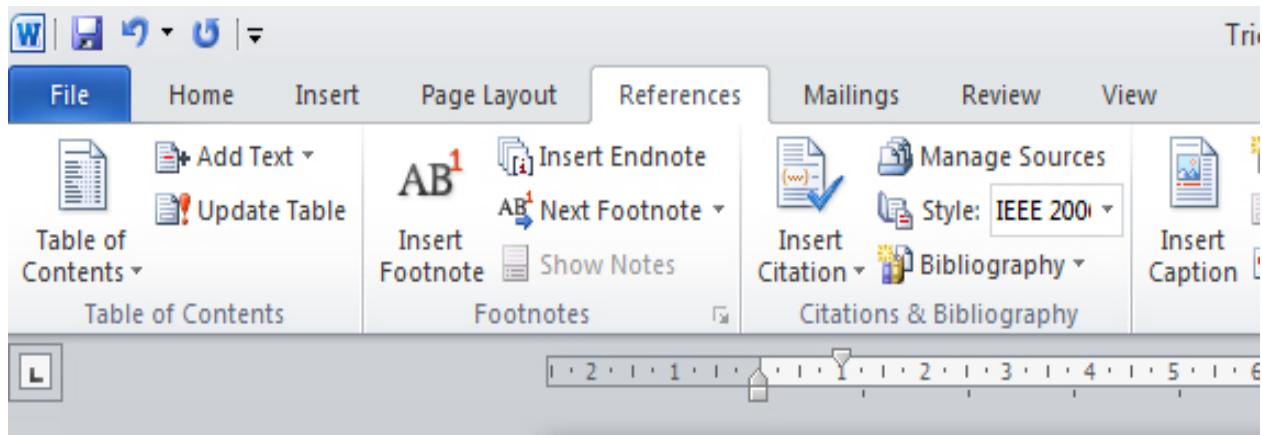 Tri
File Home Insert Page Layout References Mailings Review View
Table of Contents
Add Text
Update Table
Table of Contents
AB1
Insert Footnote
Insert Endnote
AB1 Next Footnote
Show Notes
Footnotes
Insert Citation
Manage Sources
Style: IEEE 200
Bibliography
Citations & Bibliography
Insert Caption
2 1 1 2 3 4 5 6